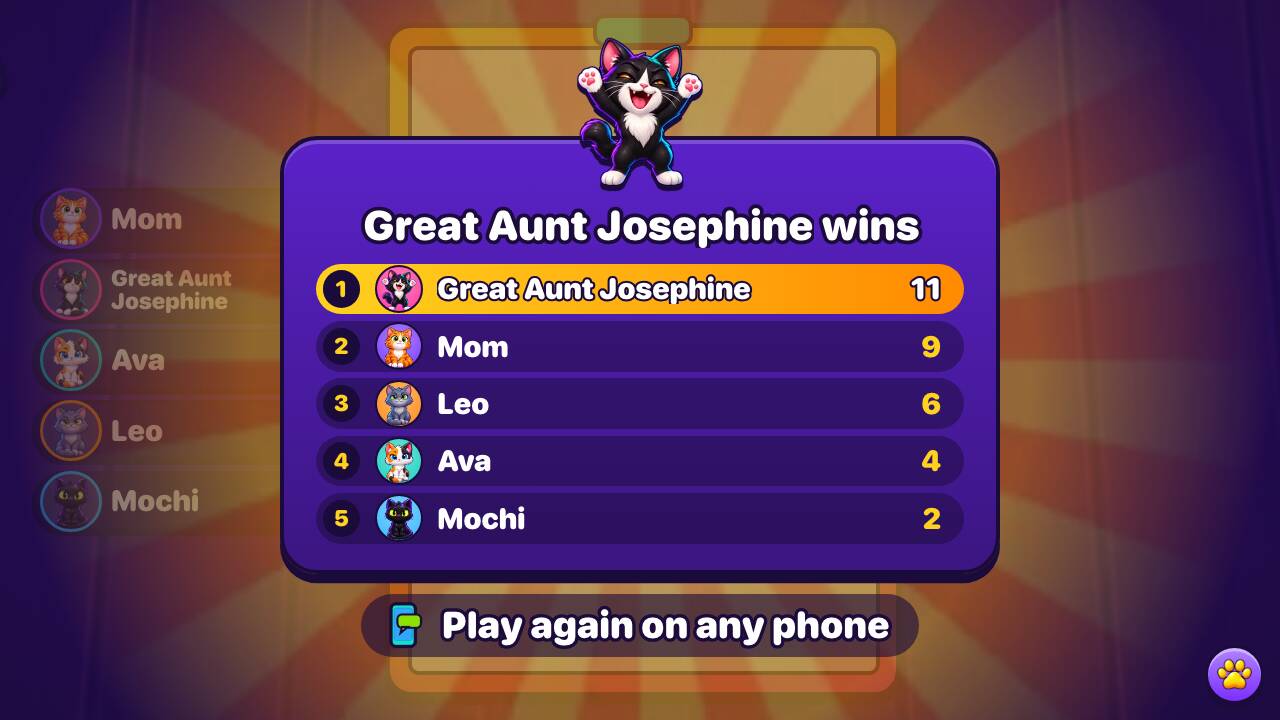 Mom
Great Aunt
Josephine
Ava
Leo
Mochi
Great Aunt Josephine wins
1 Great Aunt Josephine 11
2 Mom 9
3 Leo 6
4 Ava 4
5 Mochi 2
Play again on any phone